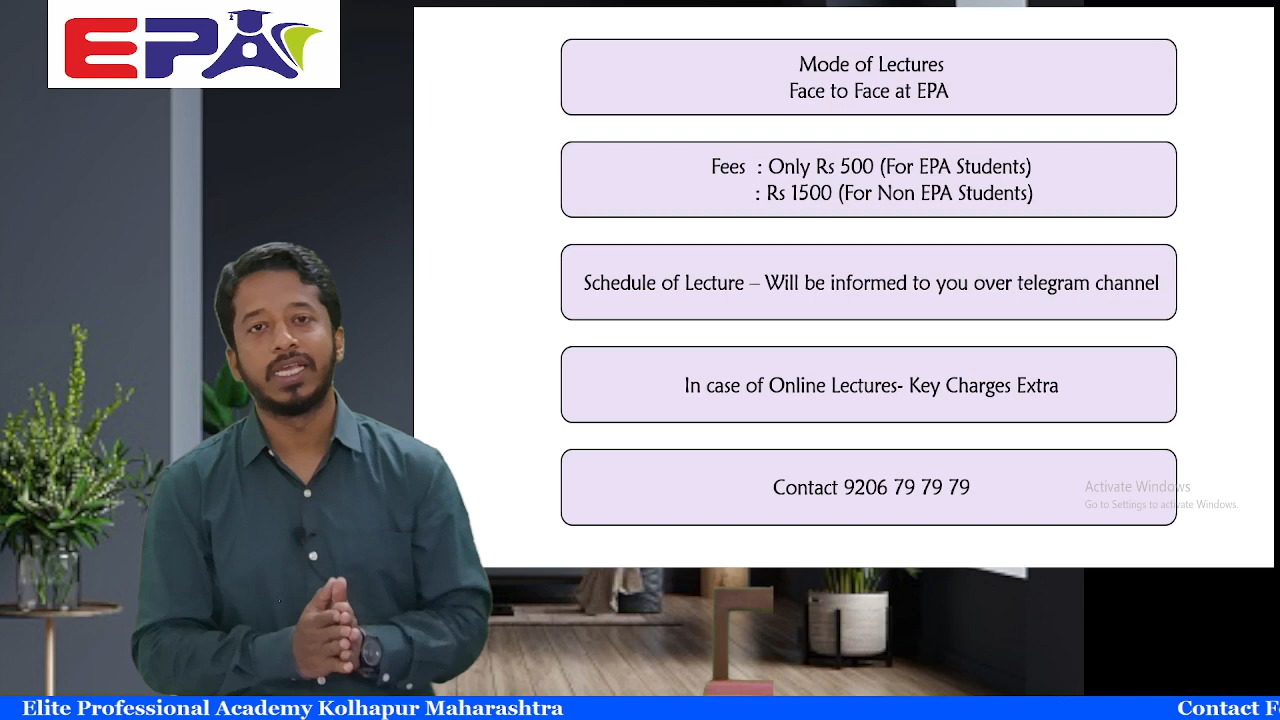 EPA
Mode of Lectures
Face to Face at EPA
Fees : Only Rs 500 (For EPA Students)
: Rs 1500 (For Non EPA Students)
Schedule of Lecture – Will be informed to you over telegram channel
In case of Online Lectures- Key Charges Extra
Contact 9206 79 79 79
Activate Windows
Go to Settings to activate Windows.
Elite Professional Academy Kolhapur Maharashtra
Contact F